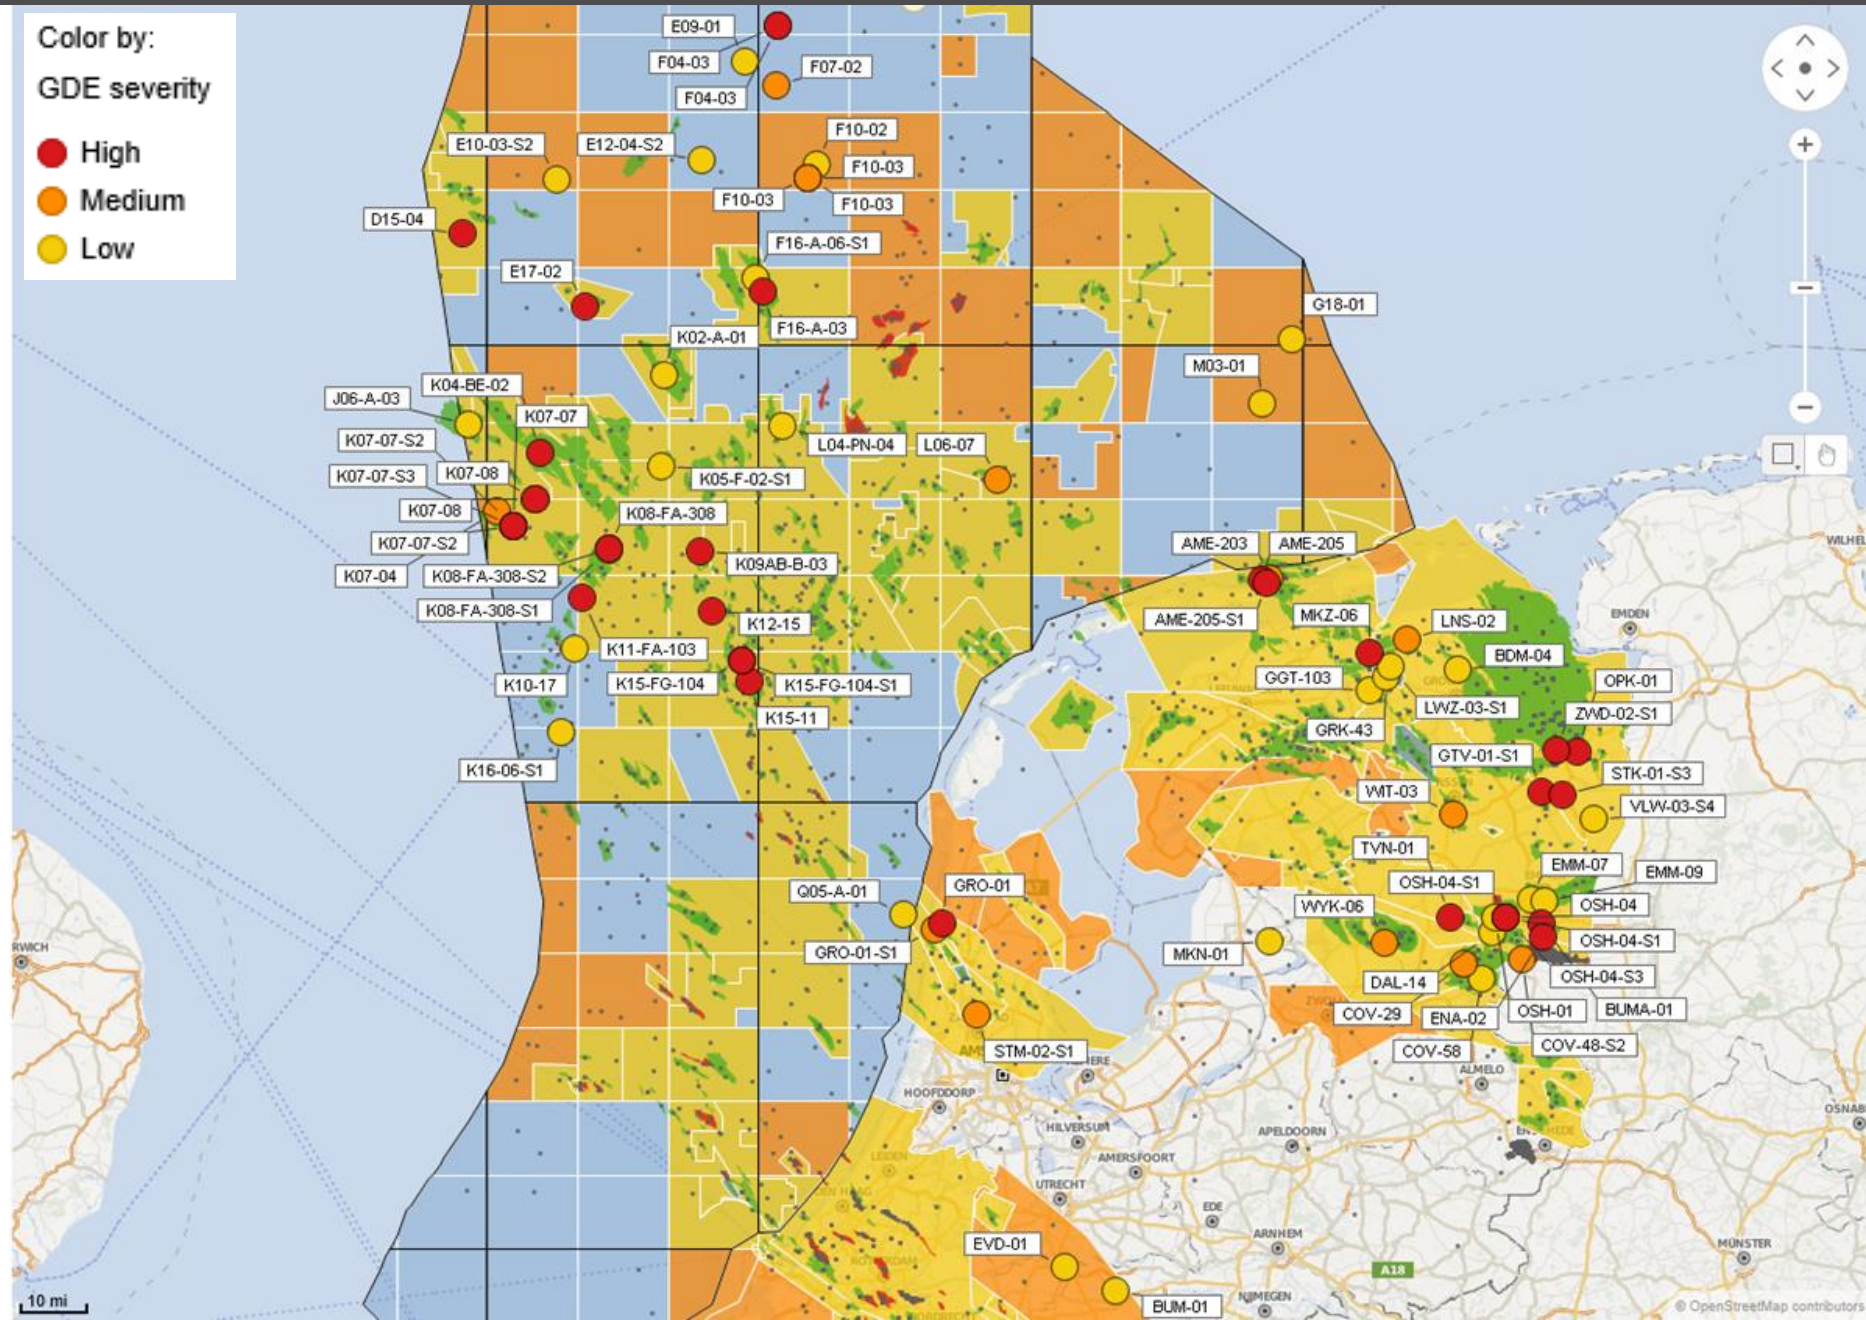 Color by:
GDE severity
High
Medium
Low
E09-01
F04-03
F07-02
F04-03
E10-03-S2
E12-04-S2
F10-02
F10-03
F10-03
F10-03
D15-04
F16-A-06-S1
E17-02
G18-01
F16-A-03
K02-A-01
M03-01
K04-BE-02
J06-A-03
K07-07
K07-07-S2
L04-PN-04
L06-07
K07-07-S3
K07-08
K05-F-02-S1
K07-08
K08-FA-308
K07-07-S2
AME-203
AME-205
WILHEL
K09AB-B-03
K07-04
K08-FA-308-S2
K08-FA-308-S1
AME-205-S1
MKZ-06
LNS-02
EMDEN
K12-15
K11-FA-103
BDM-04
K10-17
K15-FG-104
K15-FG-104-S1
GGT-103
OPK-01
LWZ-03-S1
ZWD-02-S1
K15-11
GRK-43
GTV-01-S1
K16-06-S1
STK-01-S3
WIT-03
VLW-03-S4
TVN-01
EMM-07
EMM-09
Q05-A-01
GRO-01
OSH-04-S1
WYK-06
OSH-04
RWICH
GRO-01-S1
MKN-01
OSH-04-S1
OSH-04-S3
DAL-14
COV-29
ENA-02
OSH-01
BUMA-01
STM-02-S1
COV-58
COV-48-S2
ALMELO
HOOFDDORP
OSNAB
HILVERSUM
APELDOORN
LEIDEN
AMERSFOORT
UTRECHT
EDE
EVD-01
ARNHEM
MÜNSTER
ROTTERDAM
A18
10 mi
NIJMEGEN
BUM-01
DORDRECHT
© OpenStreetMap contributors